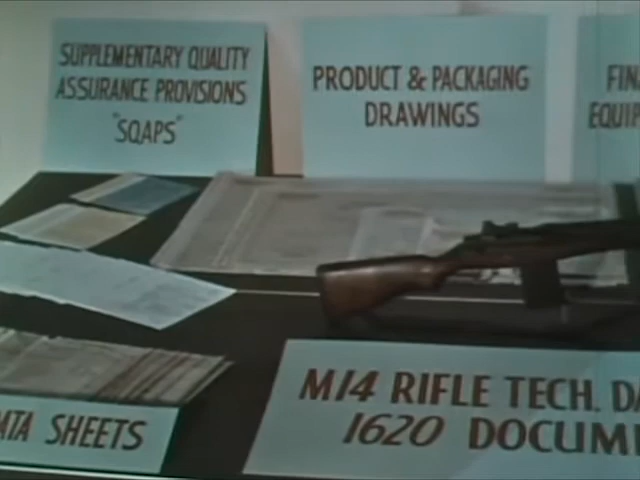 SUPPLEMENTARY QUALITY
ASSURANCE PROVISIONS
"SQAPS"
PRODUCT & PACKAGING
DRAWINGS
FIN
EQUIP
M14 RIFLE TECH. DA
1620 DOCUM
ATA SHEETS